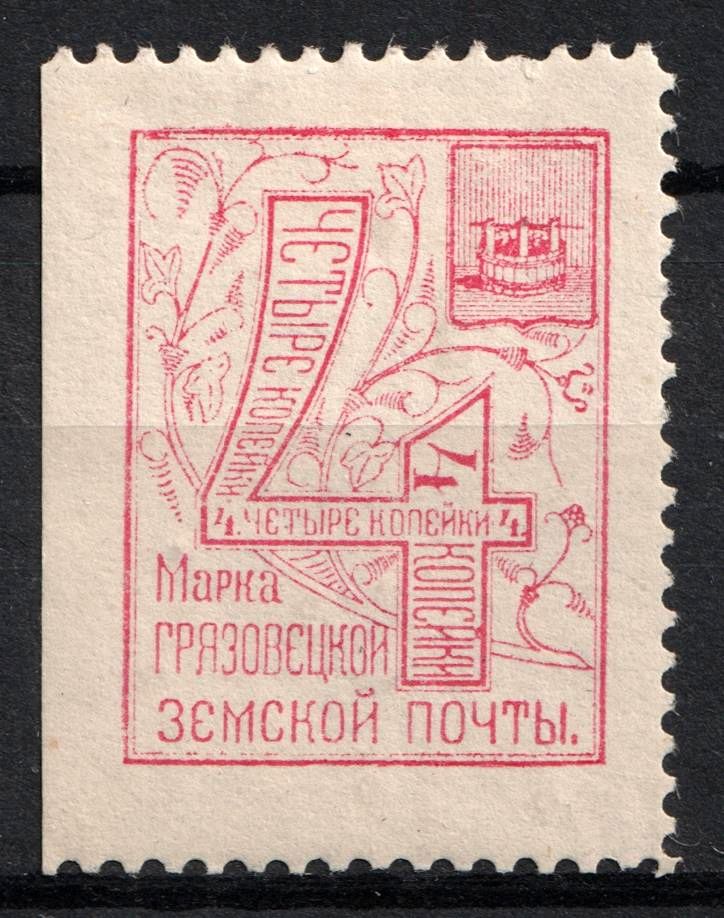 ЧЕТЫРЕ КОПЕЙКИ
4 КОПЕЙКИ
4. ЧЕТЫРЕ КОПЕЙКИ 4.
Марка
ГРЯЗОВЕЦКОЙ
ЗЕМСКОЙ ПОЧТЫ.